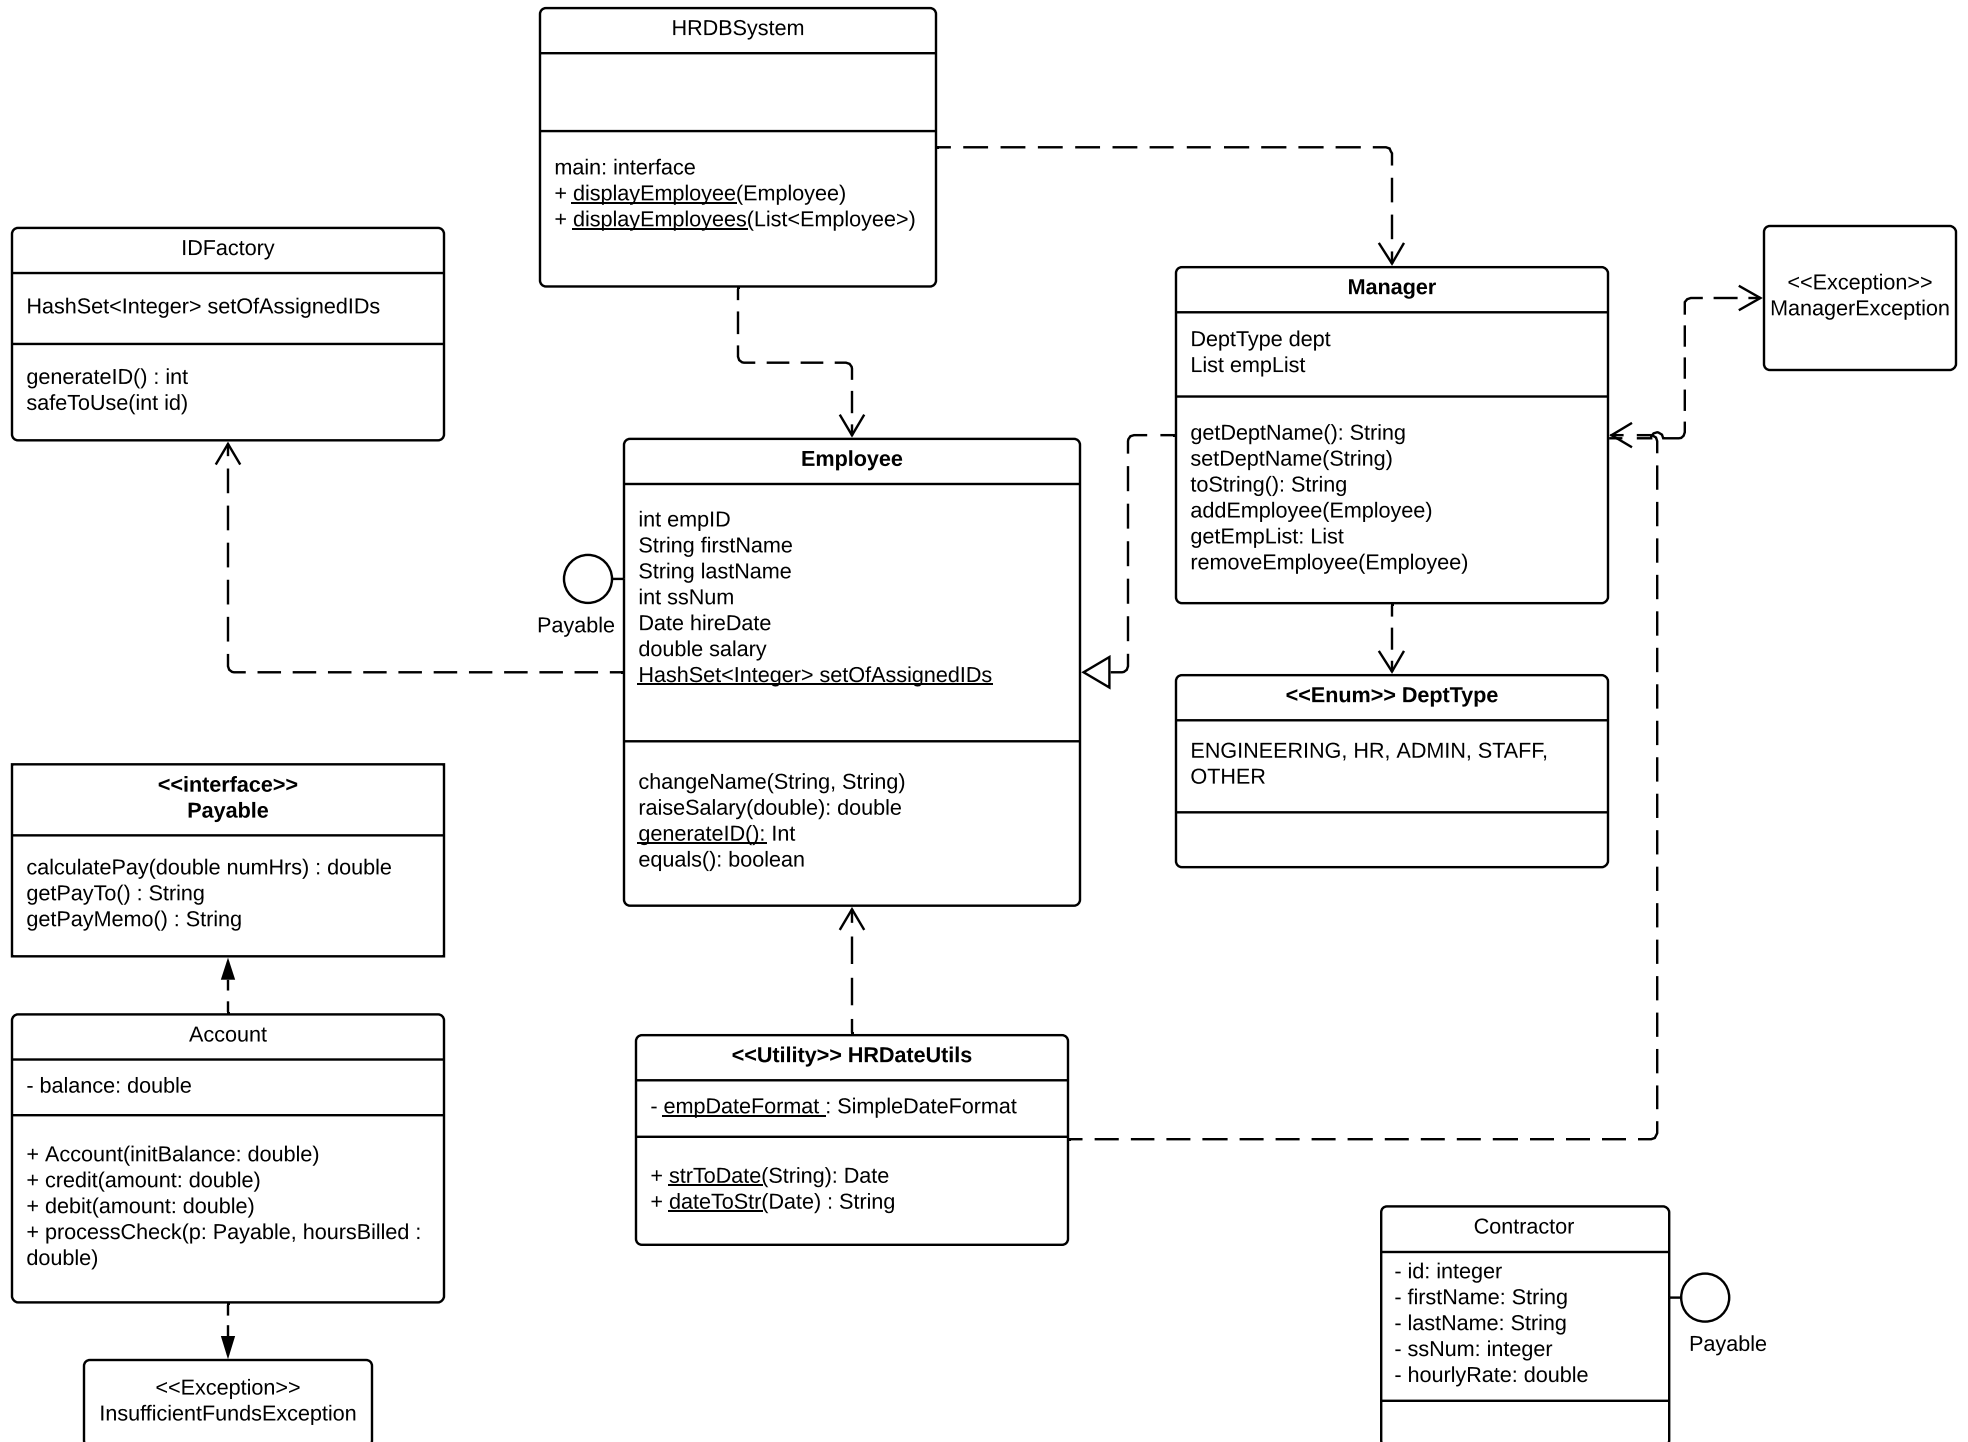 HRDBSystem
main: interface
+ displayEmployee(Employee)
+ displayEmployees(List<Employee>)
IDFactory
HashSet<Integer> setOfAssignedIDs
generateID() : int
safeToUse(int id)
Manager
DeptType dept
List empList
getDeptName(): String
setDeptName(String)
toString(): String
addEmployee(Employee)
getEmpList: List
removeEmployee(Employee)
<<Exception>>
ManagerException
Employee
int empID
String firstName
String lastName
int ssNum
Date hireDate
double salary
HashSet<Integer> setOfAssignedIDs
changeName(String, String)
raiseSalary(double): double
generateID(): Int
equals(): boolean
Payable
<<Enum>> DeptType
ENGINEERING, HR, ADMIN, STAFF,
OTHER
<<interface>>
Payable
calculatePay(double numHrs) : double
getPayTo() : String
getPayMemo() : String
Account
- balance: double
+ Account(initBalance: double)
+ credit(amount: double)
+ debit(amount: double)
+ processCheck(p: Payable, hoursBilled :
double)
<<Exception>>
InsufficientFundsException
<<Utility>> HRDateUtils
- empDateFormat : SimpleDateFormat
+ strToDate(String): Date
+ dateToStr(Date) : String
Contractor
- id: integer
- firstName: String
- lastName: String
- ssNum: integer
- hourlyRate: double
Payable